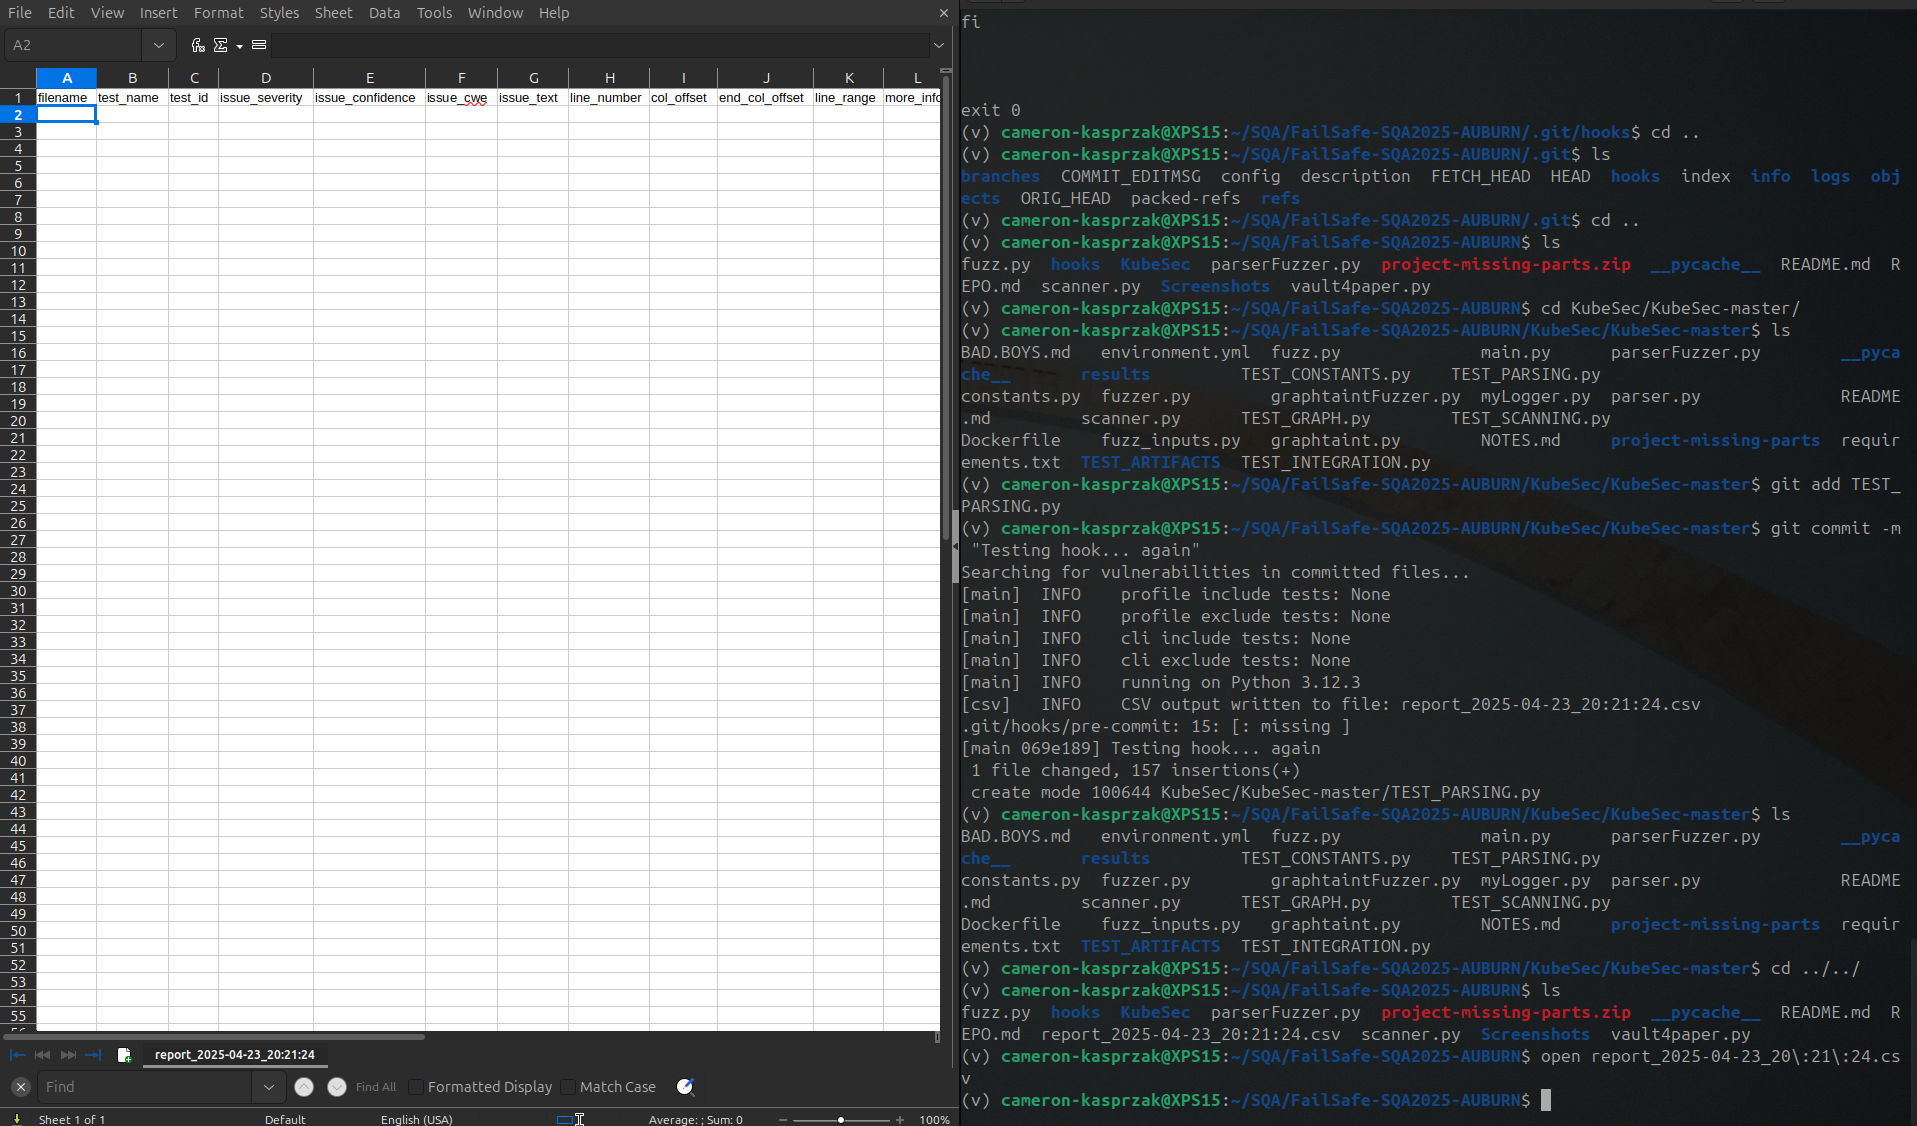 File Edit View Insert Format Styles Sheet Data Tools Window Help
A2
A B C D E F G H I J K L
1 filename test_name test_id issue_severity issue_confidence issue_cwe issue_text line_number col_offset end_col_offset line_range more_info
2
3
4
5
6
7
8
9
10
11
12
13
14
15
16
17
18
19
20
21
22
23
24
25
26
27
28
29
30
31
32
33
34
35
36
37
38
39
40
41
42
43
44
45
46
47
48
49
50
51
52
53
54
55
report_2025-04-23_20:21:24
Find Find All Formatted Display Match Case
Sheet 1 of 1 Default English (USA) Average: ; Sum: 0 100%
fi
exit 0
(v) cameron-kasprzak@XPS15:~/SQA/FailSafe-SQA2025-AUBURN/.git/hooks$ cd ..
(v) cameron-kasprzak@XPS15:~/SQA/FailSafe-SQA2025-AUBURN/.git$ ls
branches COMMIT_EDITMSG config description FETCH_HEAD HEAD hooks index info logs obj
ects ORIG_HEAD packed-refs refs
(v) cameron-kasprzak@XPS15:~/SQA/FailSafe-SQA2025-AUBURN/.git$ cd ..
(v) cameron-kasprzak@XPS15:~/SQA/FailSafe-SQA2025-AUBURN$ ls
fuzz.py hooks KubeSec parserFuzzer.py project-missing-parts.zip __pycache__ README.md R
EPO.md scanner.py Screenshots vault4paper.py
(v) cameron-kasprzak@XPS15:~/SQA/FailSafe-SQA2025-AUBURN$ cd KubeSec/KubeSec-master/
(v) cameron-kasprzak@XPS15:~/SQA/FailSafe-SQA2025-AUBURN/KubeSec/KubeSec-master$ ls
BAD.BOYS.md environment.yml fuzz.py main.py parserFuzzer.py __pyca
che__ results TEST_CONSTANTS.py TEST_PARSING.py
constants.py fuzzer.py graphtaintFuzzer.py myLogger.py parser.py README
.md scanner.py TEST_GRAPH.py TEST_SCANNING.py
Dockerfile fuzz_inputs.py graphtaint.py NOTES.md project-missing-parts requir
ements.txt TEST_ARTIFACTS TEST_INTEGRATION.py
(v) cameron-kasprzak@XPS15:~/SQA/FailSafe-SQA2025-AUBURN/KubeSec/KubeSec-master$ git add TEST_
PARSING.py
(v) cameron-kasprzak@XPS15:~/SQA/FailSafe-SQA2025-AUBURN/KubeSec/KubeSec-master$ git commit -m
"Testing hook... again"
Searching for vulnerabilities in committed files...
[main] INFO profile include tests: None
[main] INFO profile exclude tests: None
[main] INFO cli include tests: None
[main] INFO cli exclude tests: None
[main] INFO running on Python 3.12.3
[csv] INFO CSV output written to file: report_2025-04-23_20:21:24.csv
.git/hooks/pre-commit: 15: [: missing ]
[main 069e189] Testing hook... again
1 file changed, 157 insertions(+)
create mode 100644 KubeSec/KubeSec-master/TEST_PARSING.py
(v) cameron-kasprzak@XPS15:~/SQA/FailSafe-SQA2025-AUBURN/KubeSec/KubeSec-master$ ls
BAD.BOYS.md environment.yml fuzz.py main.py parserFuzzer.py __pyca
che__ results TEST_CONSTANTS.py TEST_PARSING.py
constants.py fuzzer.py graphtaintFuzzer.py myLogger.py parser.py README
.md scanner.py TEST_GRAPH.py TEST_SCANNING.py
Dockerfile fuzz_inputs.py graphtaint.py NOTES.md project-missing-parts requir
ements.txt TEST_ARTIFACTS TEST_INTEGRATION.py
(v) cameron-kasprzak@XPS15:~/SQA/FailSafe-SQA2025-AUBURN/KubeSec/KubeSec-master$ cd ../../
(v) cameron-kasprzak@XPS15:~/SQA/FailSafe-SQA2025-AUBURN$ ls
fuzz.py hooks KubeSec parserFuzzer.py project-missing-parts.zip __pycache__ README.md R
EPO.md report_2025-04-23_20:21:24.csv scanner.py Screenshots vault4paper.py
(v) cameron-kasprzak@XPS15:~/SQA/FailSafe-SQA2025-AUBURN$ open report_2025-04-23_20\:21\:24.cs
v
(v) cameron-kasprzak@XPS15:~/SQA/FailSafe-SQA2025-AUBURN$